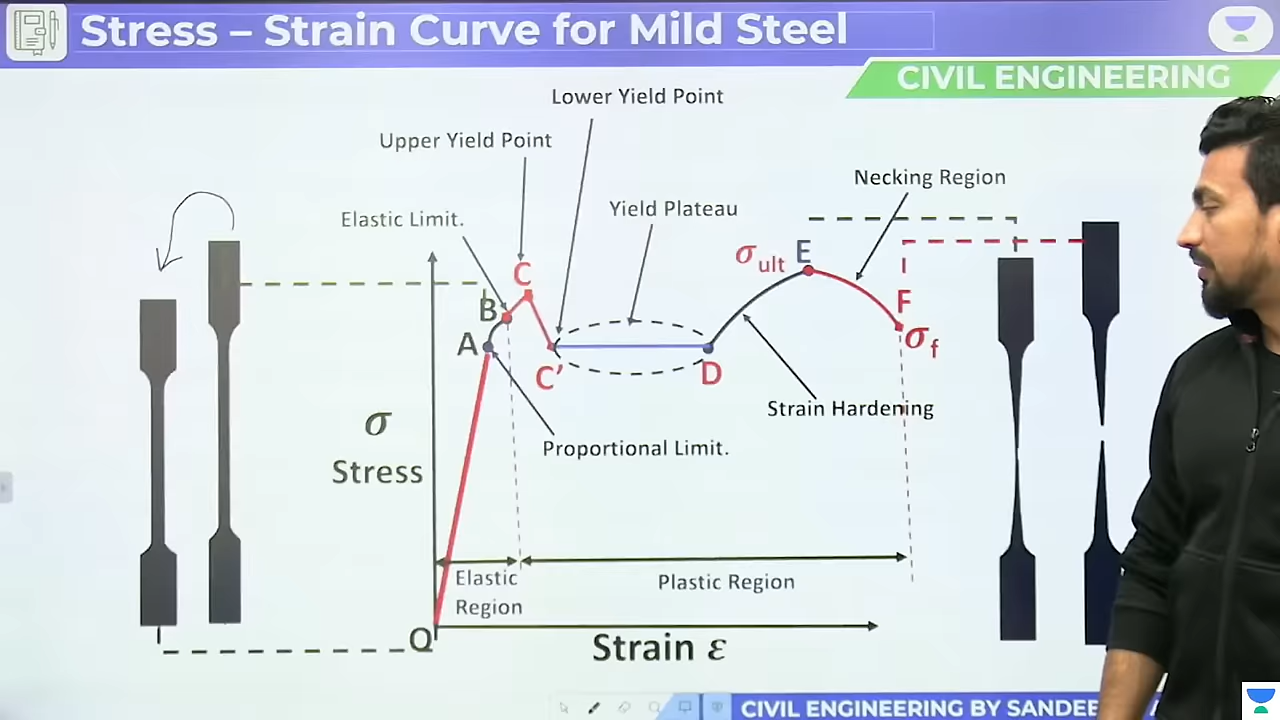 Stress – Strain Curve for Mild Steel
CIVIL ENGINEERING
Lower Yield Point
Upper Yield Point
Necking Region
Elastic Limit.
Yield Plateau
σult
E
C
B
A
F
σf
C'
D
Strain Hardening
σ
Stress
Proportional Limit.
Elastic
Region
Plastic Region
O
Strain ε
CIVIL ENGINEERING BY SANDEE